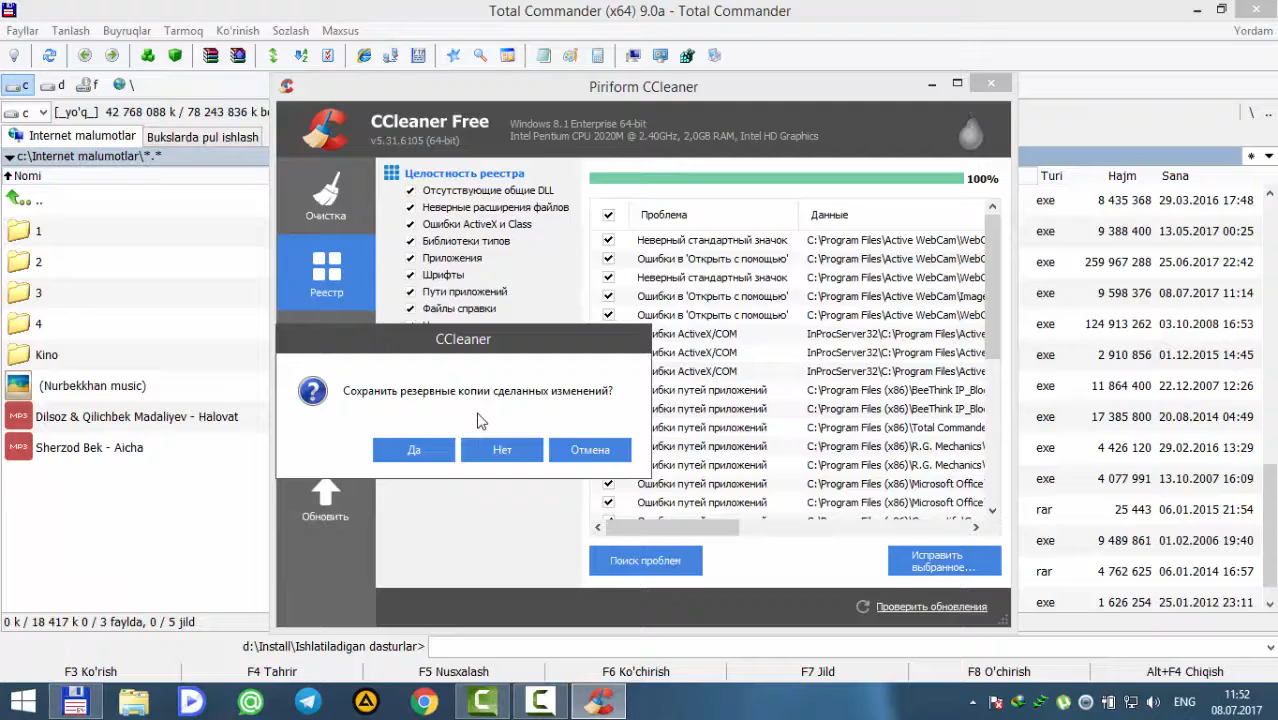 Total Commander (x64) 9.0a - Total Commander
Fayllar Tanlash Buyruqlar Tarmoq Ko'rinish Sozlash Maxsus Yordam
c d f \
c [_yo'q_] 42 768 088 k / 78 243 836 k b
\ ..
Internet malumotlar Bukslarda pul ishlash
c:\Internet malumotlar\*.*
Nomi
..
1
2
3
4
Kino
(Nurbekkhan music)
MP3 Dilsoz & Qilichbek Madaliyev - Halovat
MP3 Sherzod Bek - Aicha
0 k / 18 417 k 0 / 3 faylda, 0 / 5 jild
Piriform CCleaner
CCleaner Free
v5.31.6105 (64-bit)
Windows 8.1 Enterprise 64-bit
Intel Pentium CPU 2020M @ 2.40GHz, 2,0GB RAM, Intel HD Graphics
Очистка
Реестр
Обновить
Целостность реестра
Отсутствующие общие DLL
Неверные расширения файлов
Ошибки ActiveX и Class
Библиотеки типов
Приложения
Шрифты
Пути приложений
Файлы справки
100%
Проблема Данные
Неверный стандартный значок C:\Program Files\Active WebCam\WebC
Ошибки в 'Открыть с помощью' C:\Program Files\Active WebCam\WebC
Неверный стандартный значок C:\Program Files\Active WebCam\WebC
Ошибки в 'Открыть с помощью' C:\Program Files\Active WebCam\Image
Ошибки в 'Открыть с помощью' C:\Program Files\Active WebCam\WebC
ибки ActiveX/COM InProcServer32\C:\Program Files\Active
ибки ActiveX/COM InProcServer32\C:\Program Files\Active
ибки ActiveX/COM InProcServer32\C:\Program Files\Active
ибки путей приложений C:\Program Files (x86)\BeeThink IP_Bloc
ибки путей приложений C:\Program Files (x86)\BeeThink IP_Bloc
ибки путей приложений C:\Program Files (x86)\Total Commande
ибки путей приложений C:\Program Files (x86)\R.G. Mechanics\
ибки путей приложений C:\Program Files (x86)\R.G. Mechanics\
Ошибки путей приложений C:\Program Files (x86)\Microsoft Office\
Ошибки путей приложений C:\Program Files (x86)\Microsoft Office\
CCleaner
Сохранить резервные копии сделанных изменений?
Да Нет Отмена
Поиск проблем
Исправить
выбранное...
Проверить обновления
Turi Hajm Sana
exe 8 435 368 29.03.2016 17:48
exe 9 388 400 13.05.2017 00:25
exe 259 967 288 25.06.2017 22:42
exe 9 598 376 08.07.2017 11:14
exe 124 913 262 03.10.2008 16:53
exe 2 910 856 01.12.2015 14:45
exe 11 864 400 22.12.2007 12:26
exe 17 385 800 20.08.2014 04:49
exe 4 426 120 29.02.2016 13:29
exe 4 077 991 13.10.2007 16:09
rar 25 443 06.01.2015 21:54
exe 9 489 861 01.02.2006 19:40
rar 4 762 625 06.01.2014 16:57
exe 1 626 254 25.01.2012 23:11
d:\Install\Ishlatiladigan dasturlar>
F3 Ko'rish F4 Tahrir F5 Nusxalash F6 Ko'chirish F7 Jild F8 O'chirish Alt+F4 Chiqish
ENG
11:52
08.07.2017